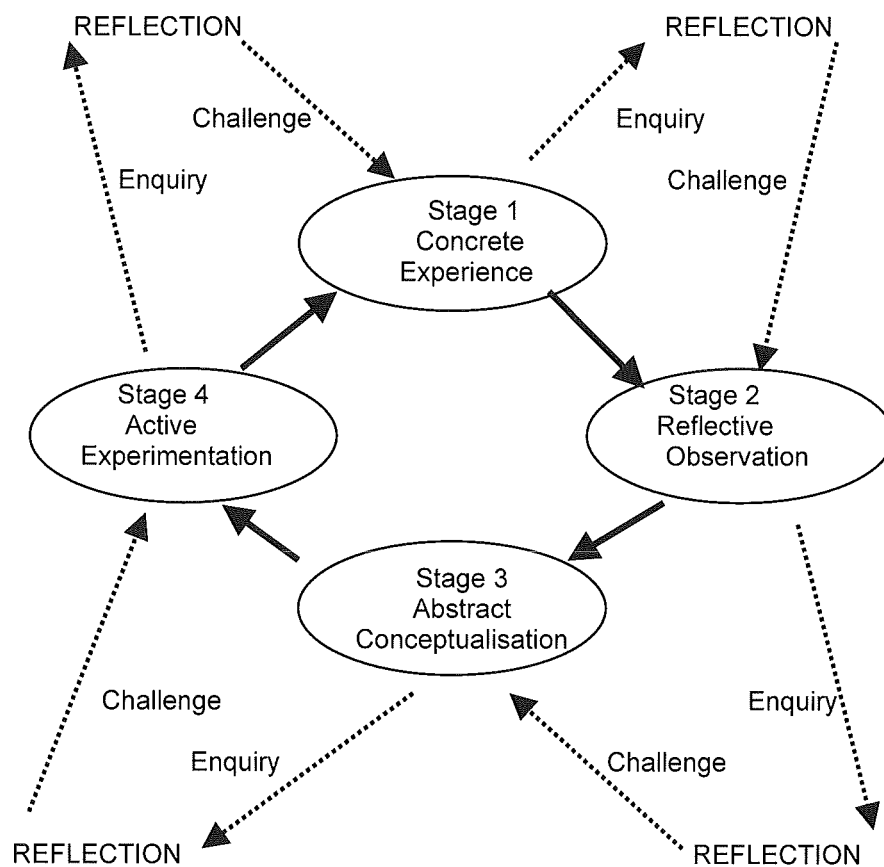 REFLECTION
REFLECTION
Challenge
Enquiry
Enquiry
Challenge
Stage 1
Concrete
Experience
Stage 4
Active
Experimentation
Stage 2
Reflective
Observation
Stage 3
Abstract
Conceptualisation
Challenge
Enquiry
Enquiry
Challenge
REFLECTION
REFLECTION